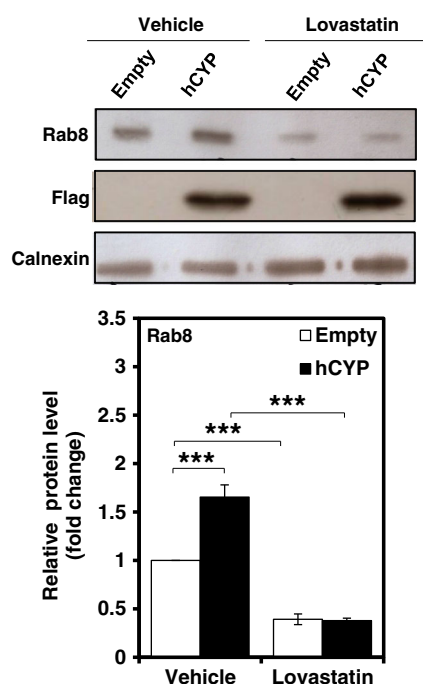 Vehicle Lovastatin
Empty hCYP Empty hCYP
Rab8
Flag
Calnexin
3.5
Rab8
Empty
hCYP
3
2.5
***
***
2
***
1.5
1
0.5
0
Relative protein level
(fold change)
Vehicle Lovastatin